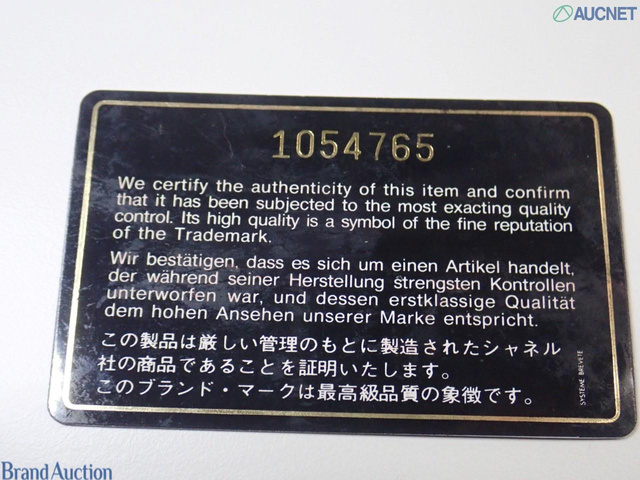 AUCNET
1054765
We certify the authenticity of this item and confirm
that it has been subjected to the most exacting quality
control. Its high quality is a symbol of the fine reputation
of the Trademark.
Wir bestätigen, dass es sich um einen Artikel handelt,
der während seiner Herstellung strengsten Kontrollen
unterworfen war, und dessen erstklassige Qualität
dem hohen Ansehen unserer Marke entspricht.
この製品は厳しい管理のもとに製造されたシャネル
社の商品であることを証明いたします。
このブランド・マークは最高級品質の象徴です。
SYSTEME BREVETE
Brand Auction